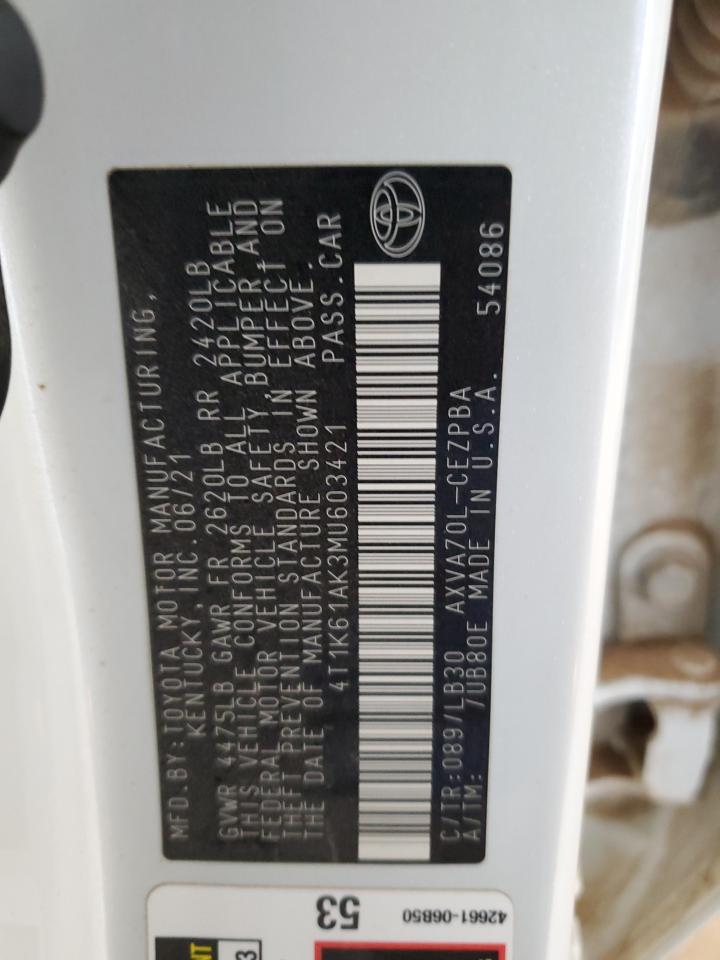 MFD.BY:TOYOTA MOTOR MANUFACTURING,
KENTUCKY, INC.06/21
GVWR 4475LB GAWR FR 2620LB RR 2420LB
THIS VEHICLE CONFORMS TO ALL APPLICABLE
FEDERAL MOTOR VEHICLE SAFETY,BUMPER,AND
THEFT PREVENTION STANDARDS IN EFFECT ON
THE DATE OF MANUFACTURE SHOWN ABOVE.
4T1K61AK3MU603421 PASS.CAR
C/TR:089/LB30 AXVA70L-CEZPBA
A/TM: 7UB80E MADE IN U.S.A. 54086
53
42661-06B50